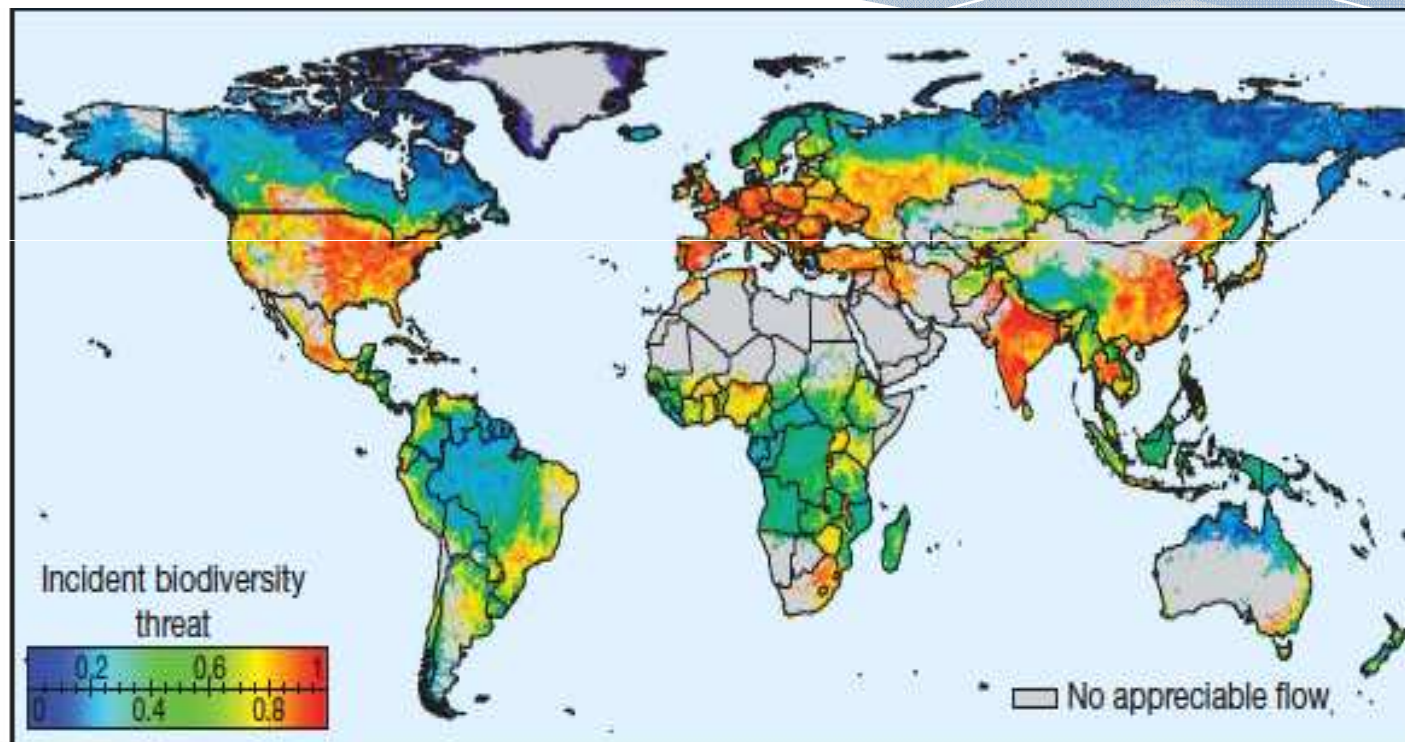 Incident biodiversity
threat
0.2 0.6 1
0 0.4 0.8
No appreciable flow